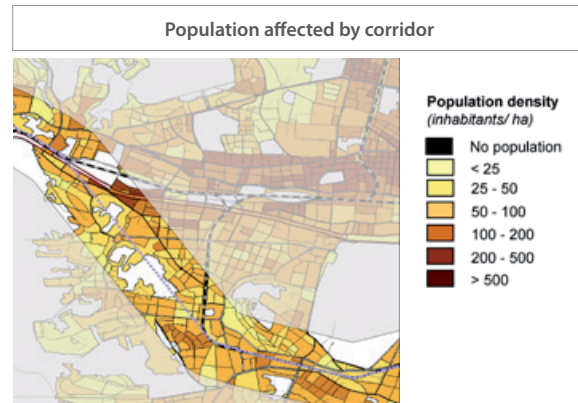 Population affected by corridor
Population density
(inhabitants/ ha)
No population
< 25
25 - 50
50 - 100
100 - 200
200 - 500
> 500